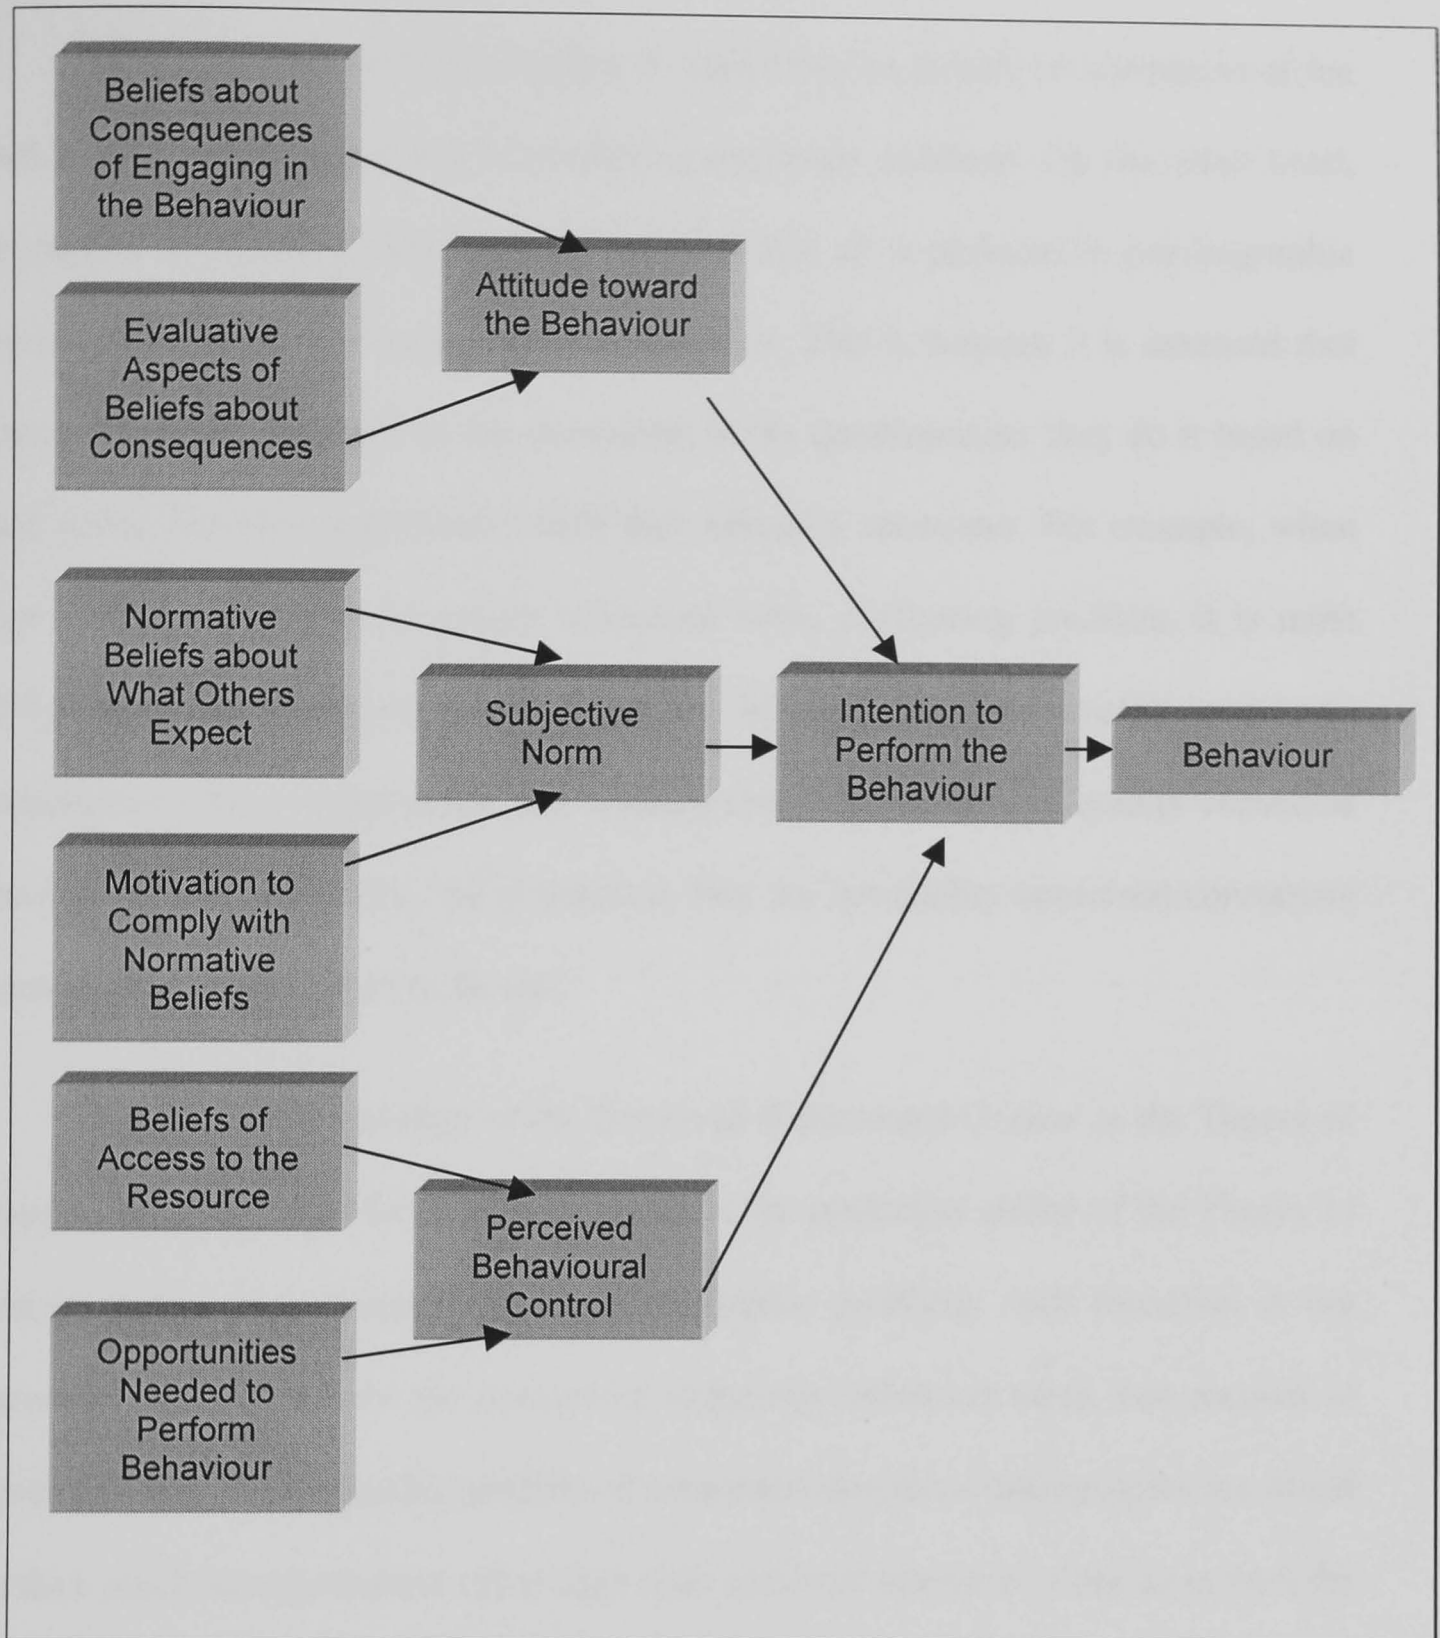 Beliefs about
Consequences
of Engaging in
the Behaviour
Evaluative
Aspects of
Beliefs about
Consequences
Attitude toward
the Behaviour
Normative
Beliefs about
What Others
Expect
Motivation to
Comply with
Normative
Beliefs
Subjective
Norm
Intention to
Perform the
Behaviour
Behaviour
Beliefs of
Access to the
Resource
Opportunities
Needed to
Perform
Behaviour
Perceived
Behavioural
Control